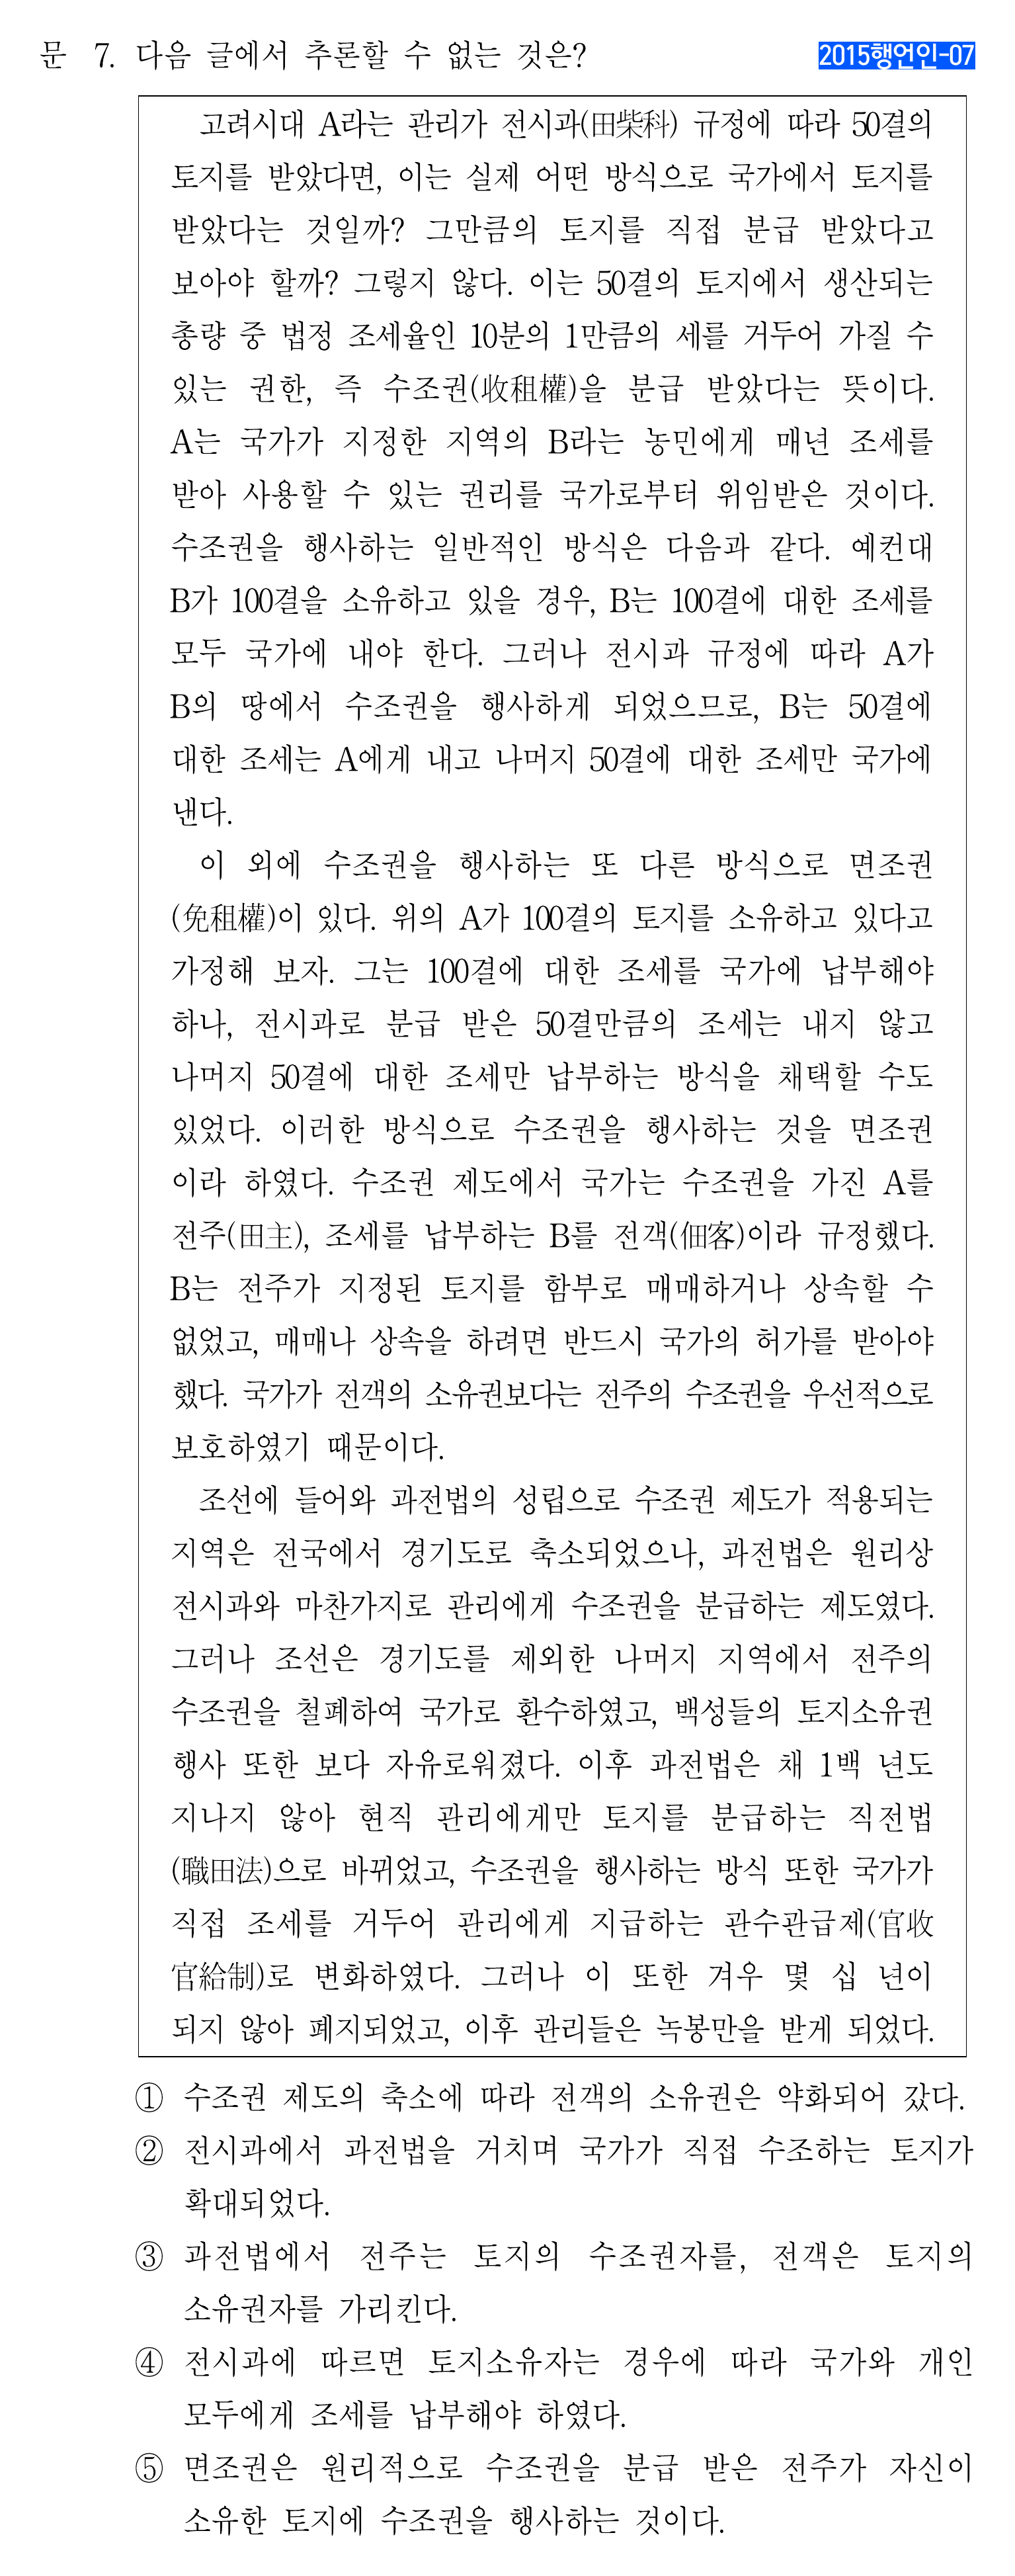 문 7. 다음 글에서 추론할 수 없는 것은?
2015행언인-07
고려시대 A라는 관리가 전시과(田柴科) 규정에 따라 50결의
토지를 받았다면, 이는 실제 어떤 방식으로 국가에서 토지를
받았다는 것일까? 그만큼의 토지를 직접 분급 받았다고
보아야 할까? 그렇지 않다. 이는 50결의 토지에서 생산되는
총량 중 법정 조세율인 10분의 1만큼의 세를 거두어 가질 수
있는 권한, 즉 수조권(收租權)을 분급 받았다는 뜻이다.
A는 국가가 지정한 지역의 B라는 농민에게 매년 조세를
받아 사용할 수 있는 권리를 국가로부터 위임받은 것이다.
수조권을 행사하는 일반적인 방식은 다음과 같다. 예컨대
B가 100결을 소유하고 있을 경우, B는 100결에 대한 조세를
모두 국가에 내야 한다. 그러나 전시과 규정에 따라 A가
B의 땅에서 수조권을 행사하게 되었으므로, B는 50결에
대한 조세는 A에게 내고 나머지 50결에 대한 조세만 국가에
낸다.
이 외에 수조권을 행사하는 또 다른 방식으로 면조권
(免租權)이 있다. 위의 A가 100결의 토지를 소유하고 있다고
가정해 보자. 그는 100결에 대한 조세를 국가에 납부해야
하나, 전시과로 분급 받은 50결만큼의 조세는 내지 않고
나머지 50결에 대한 조세만 납부하는 방식을 채택할 수도
있었다. 이러한 방식으로 수조권을 행사하는 것을 면조권
이라 하였다. 수조권 제도에서 국가는 수조권을 가진 A를
전주(田主), 조세를 납부하는 B를 전객(佃客)이라 규정했다.
B는 전주가 지정된 토지를 함부로 매매하거나 상속할 수
없었고, 매매나 상속을 하려면 반드시 국가의 허가를 받아야
했다. 국가가 전객의 소유권보다는 전주의 수조권을 우선적으로
보호하였기 때문이다.
조선에 들어와 과전법의 성립으로 수조권 제도가 적용되는
지역은 전국에서 경기도로 축소되었으나, 과전법은 원리상
전시과와 마찬가지로 관리에게 수조권을 분급하는 제도였다.
그러나 조선은 경기도를 제외한 나머지 지역에서 전주의
수조권을 철폐하여 국가로 환수하였고, 백성들의 토지소유권
행사 또한 보다 자유로워졌다. 이후 과전법은 채 1백 년도
지나지 않아 현직 관리에게만 토지를 분급하는 직전법
(職田法)으로 바뀌었고, 수조권을 행사하는 방식 또한 국가가
직접 조세를 거두어 관리에게 지급하는 관수관급제(官收
官給制)로 변화하였다. 그러나 이 또한 겨우 몇 십 년이
되지 않아 폐지되었고, 이후 관리들은 녹봉만을 받게 되었다.
① 수조권 제도의 축소에 따라 전객의 소유권은 약화되어 갔다.
② 전시과에서 과전법을 거치며 국가가 직접 수조하는 토지가
확대되었다.
③ 과전법에서 전주는 토지의 수조권자를, 전객은 토지의
소유권자를 가리킨다.
④ 전시과에 따르면 토지소유자는 경우에 따라 국가와 개인
모두에게 조세를 납부해야 하였다.
⑤ 면조권은 원리적으로 수조권을 분급 받은 전주가 자신이
소유한 토지에 수조권을 행사하는 것이다.